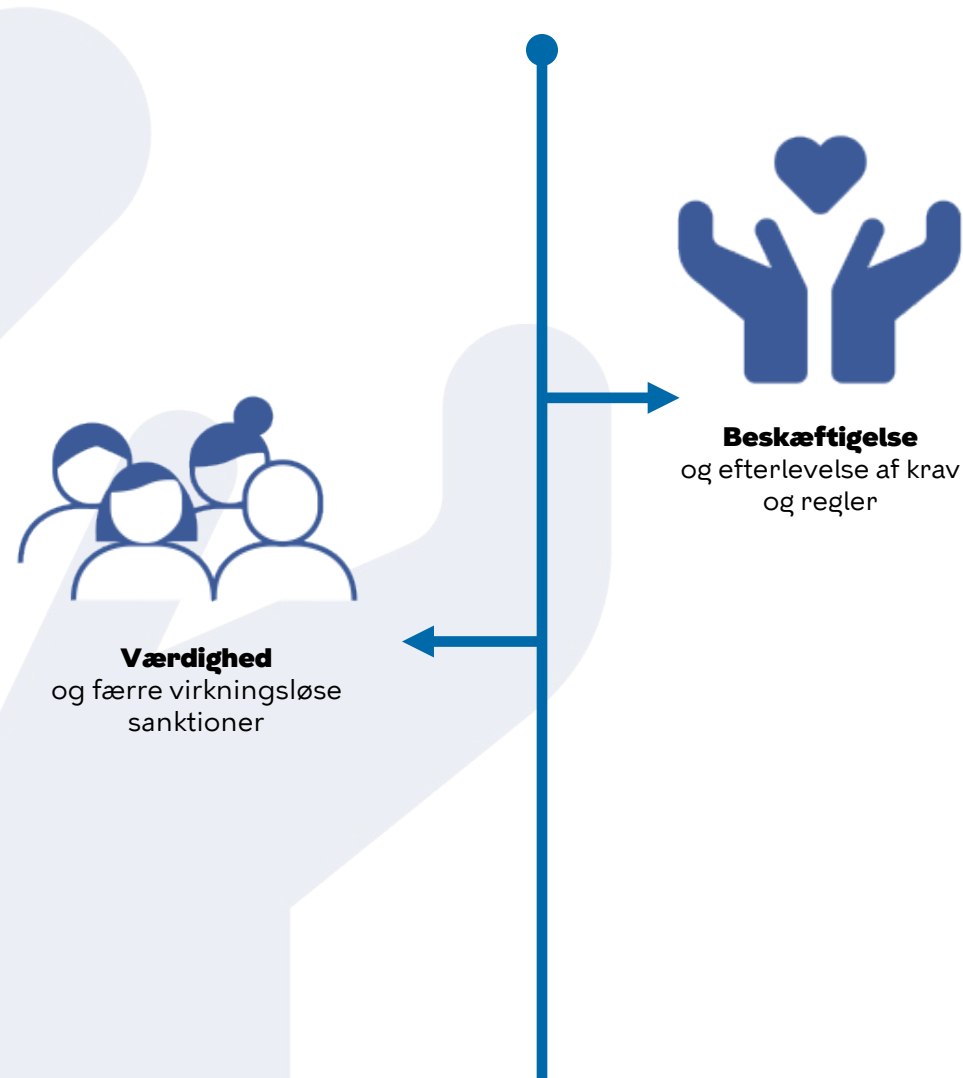 Beskæftigelse
og efterlevelse af krav
og regler
Værdighed
og færre virkningsløse
sanktioner